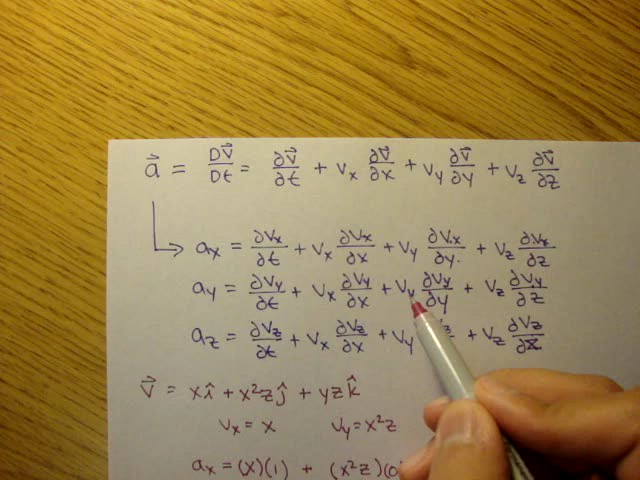 a⃗ = DV⃗/Dt = ∂V⃗/∂t + Vx ∂V⃗/∂x + Vy ∂V⃗/∂y + Vz ∂V⃗/∂z
ax = ∂Vx/∂t + Vx ∂Vx/∂x + Vy ∂Vx/∂y + Vz ∂Vx/∂z
ay = ∂Vy/∂t + Vx ∂Vy/∂x + Vy ∂Vy/∂y + Vz ∂Vy/∂z
az = ∂Vz/∂t + Vx ∂Vz/∂x + Vy + Vz ∂Vz/∂z
V⃗ = xî + x²zĵ + yzk̂
Vx = x Vy = x²z
ax = (x)(1) + (x²z)(0